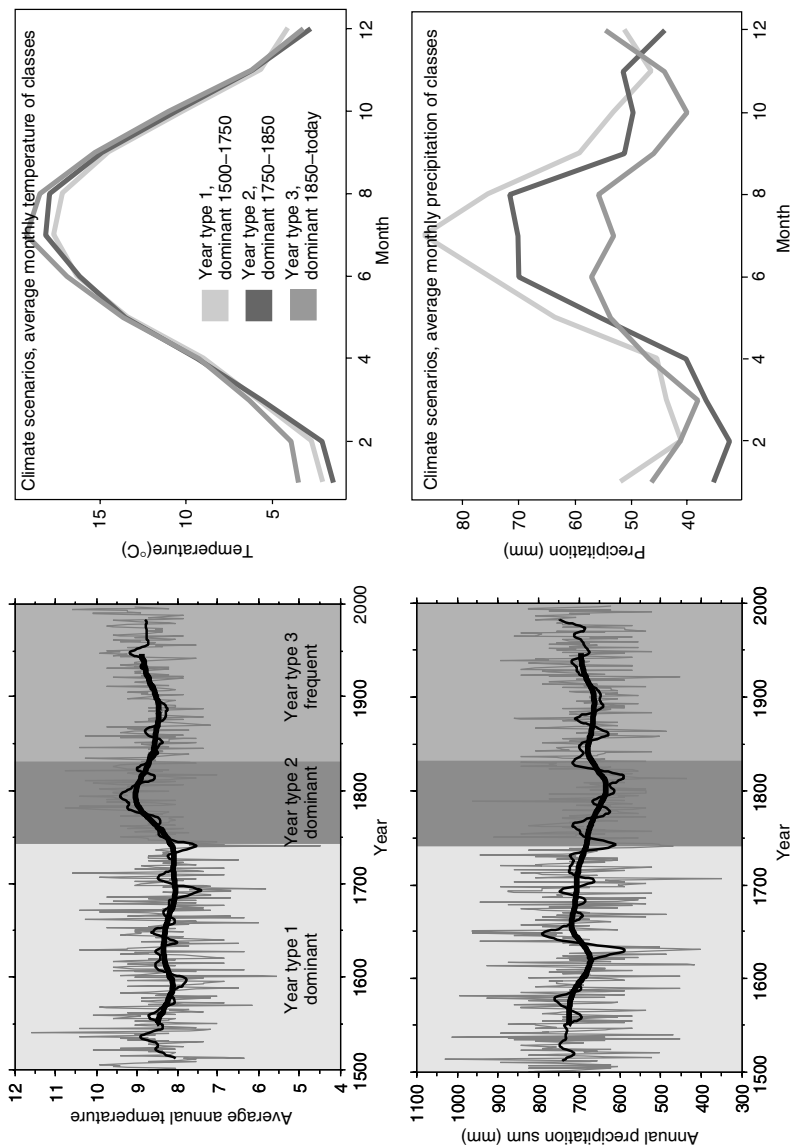 12
11
10
9
8
7
6
5
4
Average annual temperature
1500
1600
1700
1800
1900
2000
Year
Year type 1
dominant
Year type 2
dominant
Year type 3
frequent
Climate scenarios, average monthly temperature of classes
15
10
5
Temperature(°C)
2
4
6
8
10
12
Month
Year type 1,
dominant 1500–1750
Year type 2,
dominant 1750–1850
Year type 3,
dominant 1850–today
1100
1000
900
800
700
600
500
400
300
Annual precipitation sum
(mm)
1500
1600
1700
1800
1900
2000
Year
Climate scenarios, average monthly precipitation of classes
80
70
60
50
40
Precipitation (mm)
2
4
6
8
10
12
Month